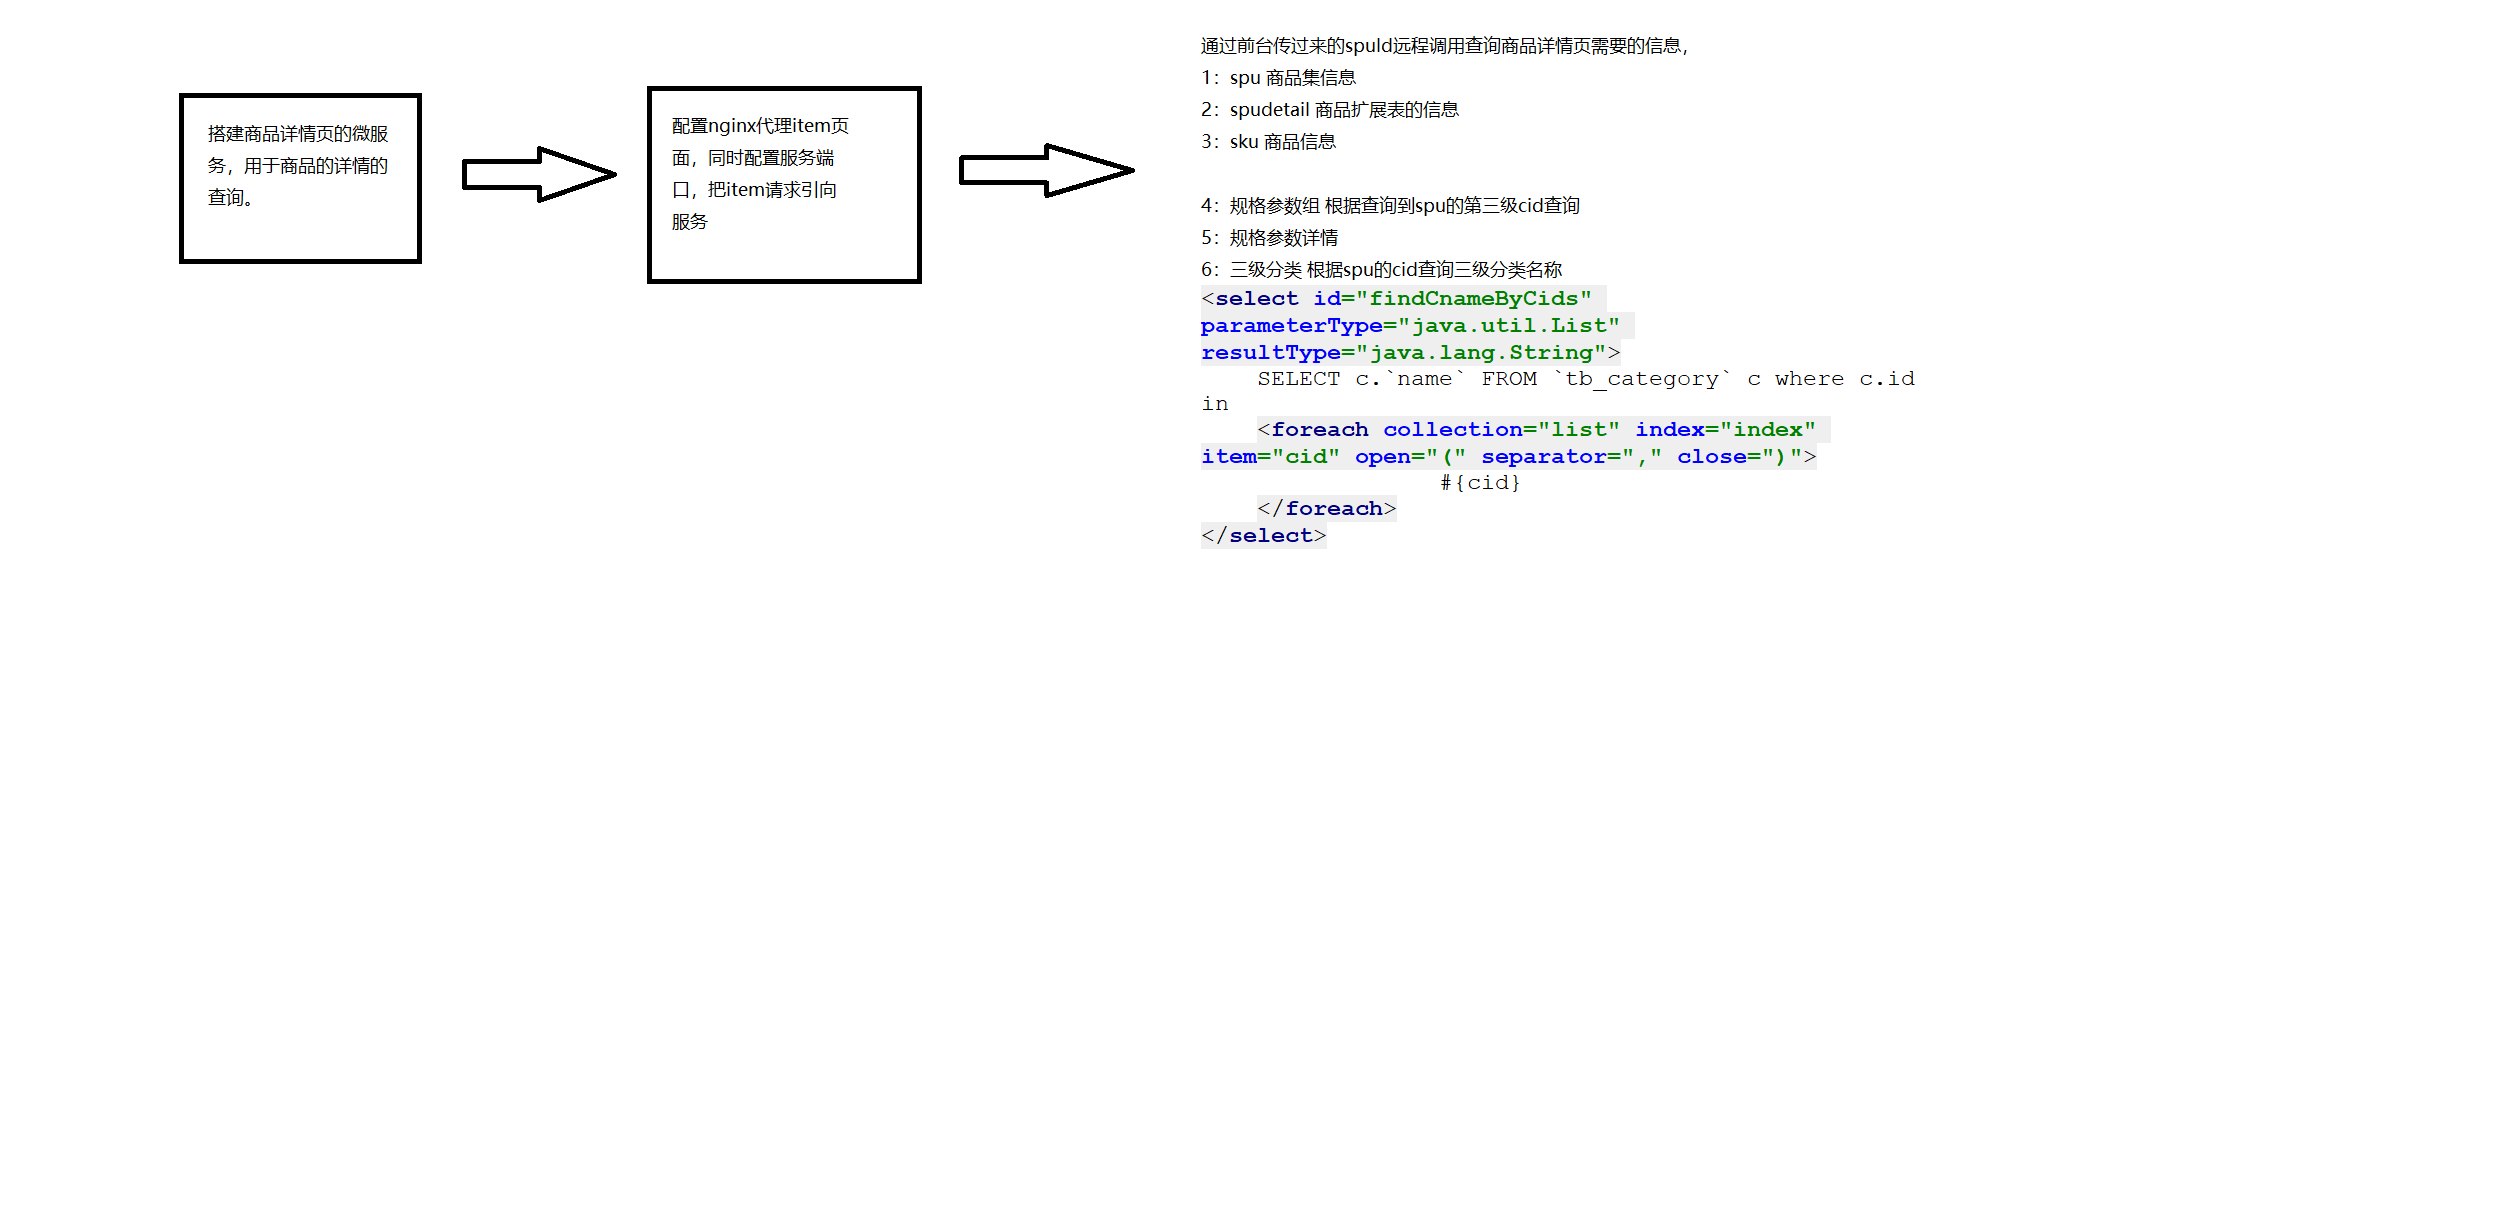 搭建商品详情页的微服
务，用于商品的详情的
查询。
配置nginx代理item页
面，同时配置服务端
口，把item请求引向
服务
通过前台传过来的spuId远程调用查询商品详情页需要的信息，
1：spu 商品集信息
2：spudetail 商品扩展表的信息
3：sku 商品信息
4：规格参数组 根据查询到spu的第三级cid查询
5：规格参数详情
6：三级分类 根据spu的cid查询三级分类名称
<select id="findCnameByCids"
parameterType="java.util.List"
resultType="java.lang.String">
SELECT c.`name` FROM `tb_category` c where c.id
in
<foreach collection="list" index="index"
item="cid" open="(" separator="," close=")">
#{cid}
</foreach>
</select>